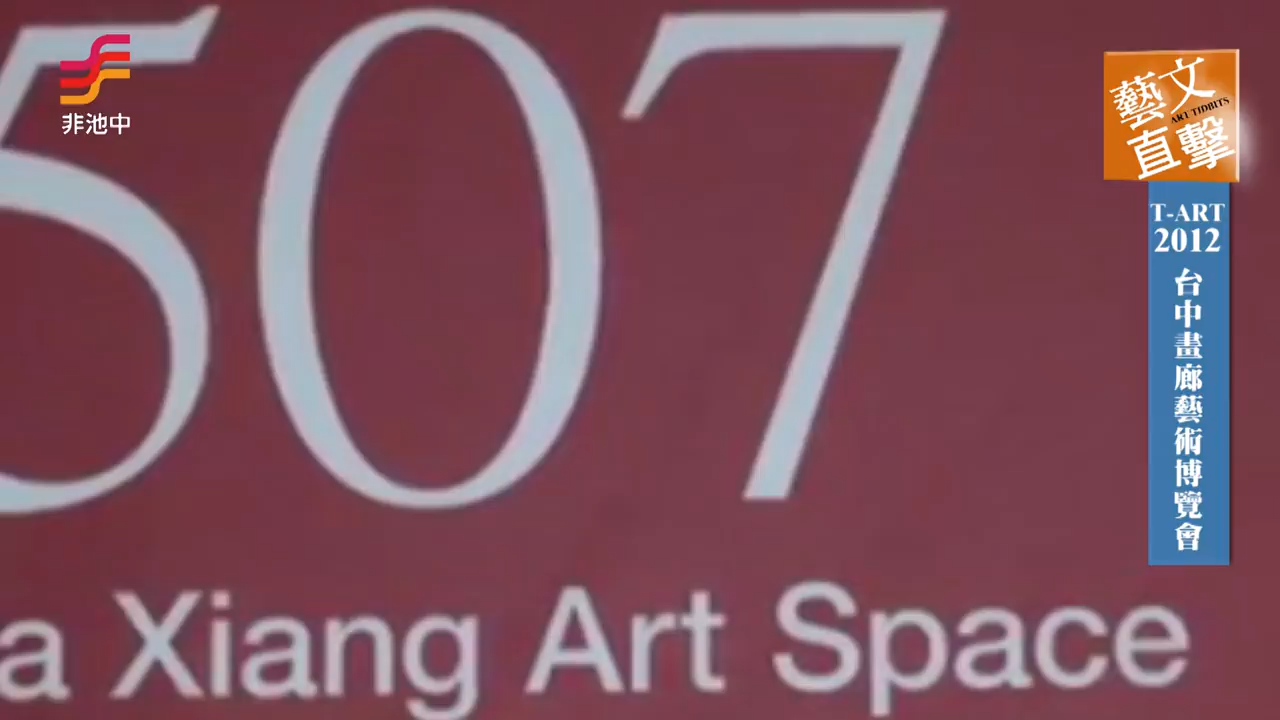 507
a Xiang Art Space
非池中
藝文
ART TIDBITS
直擊
T-ART
2012
台中畫廊藝術博覽會